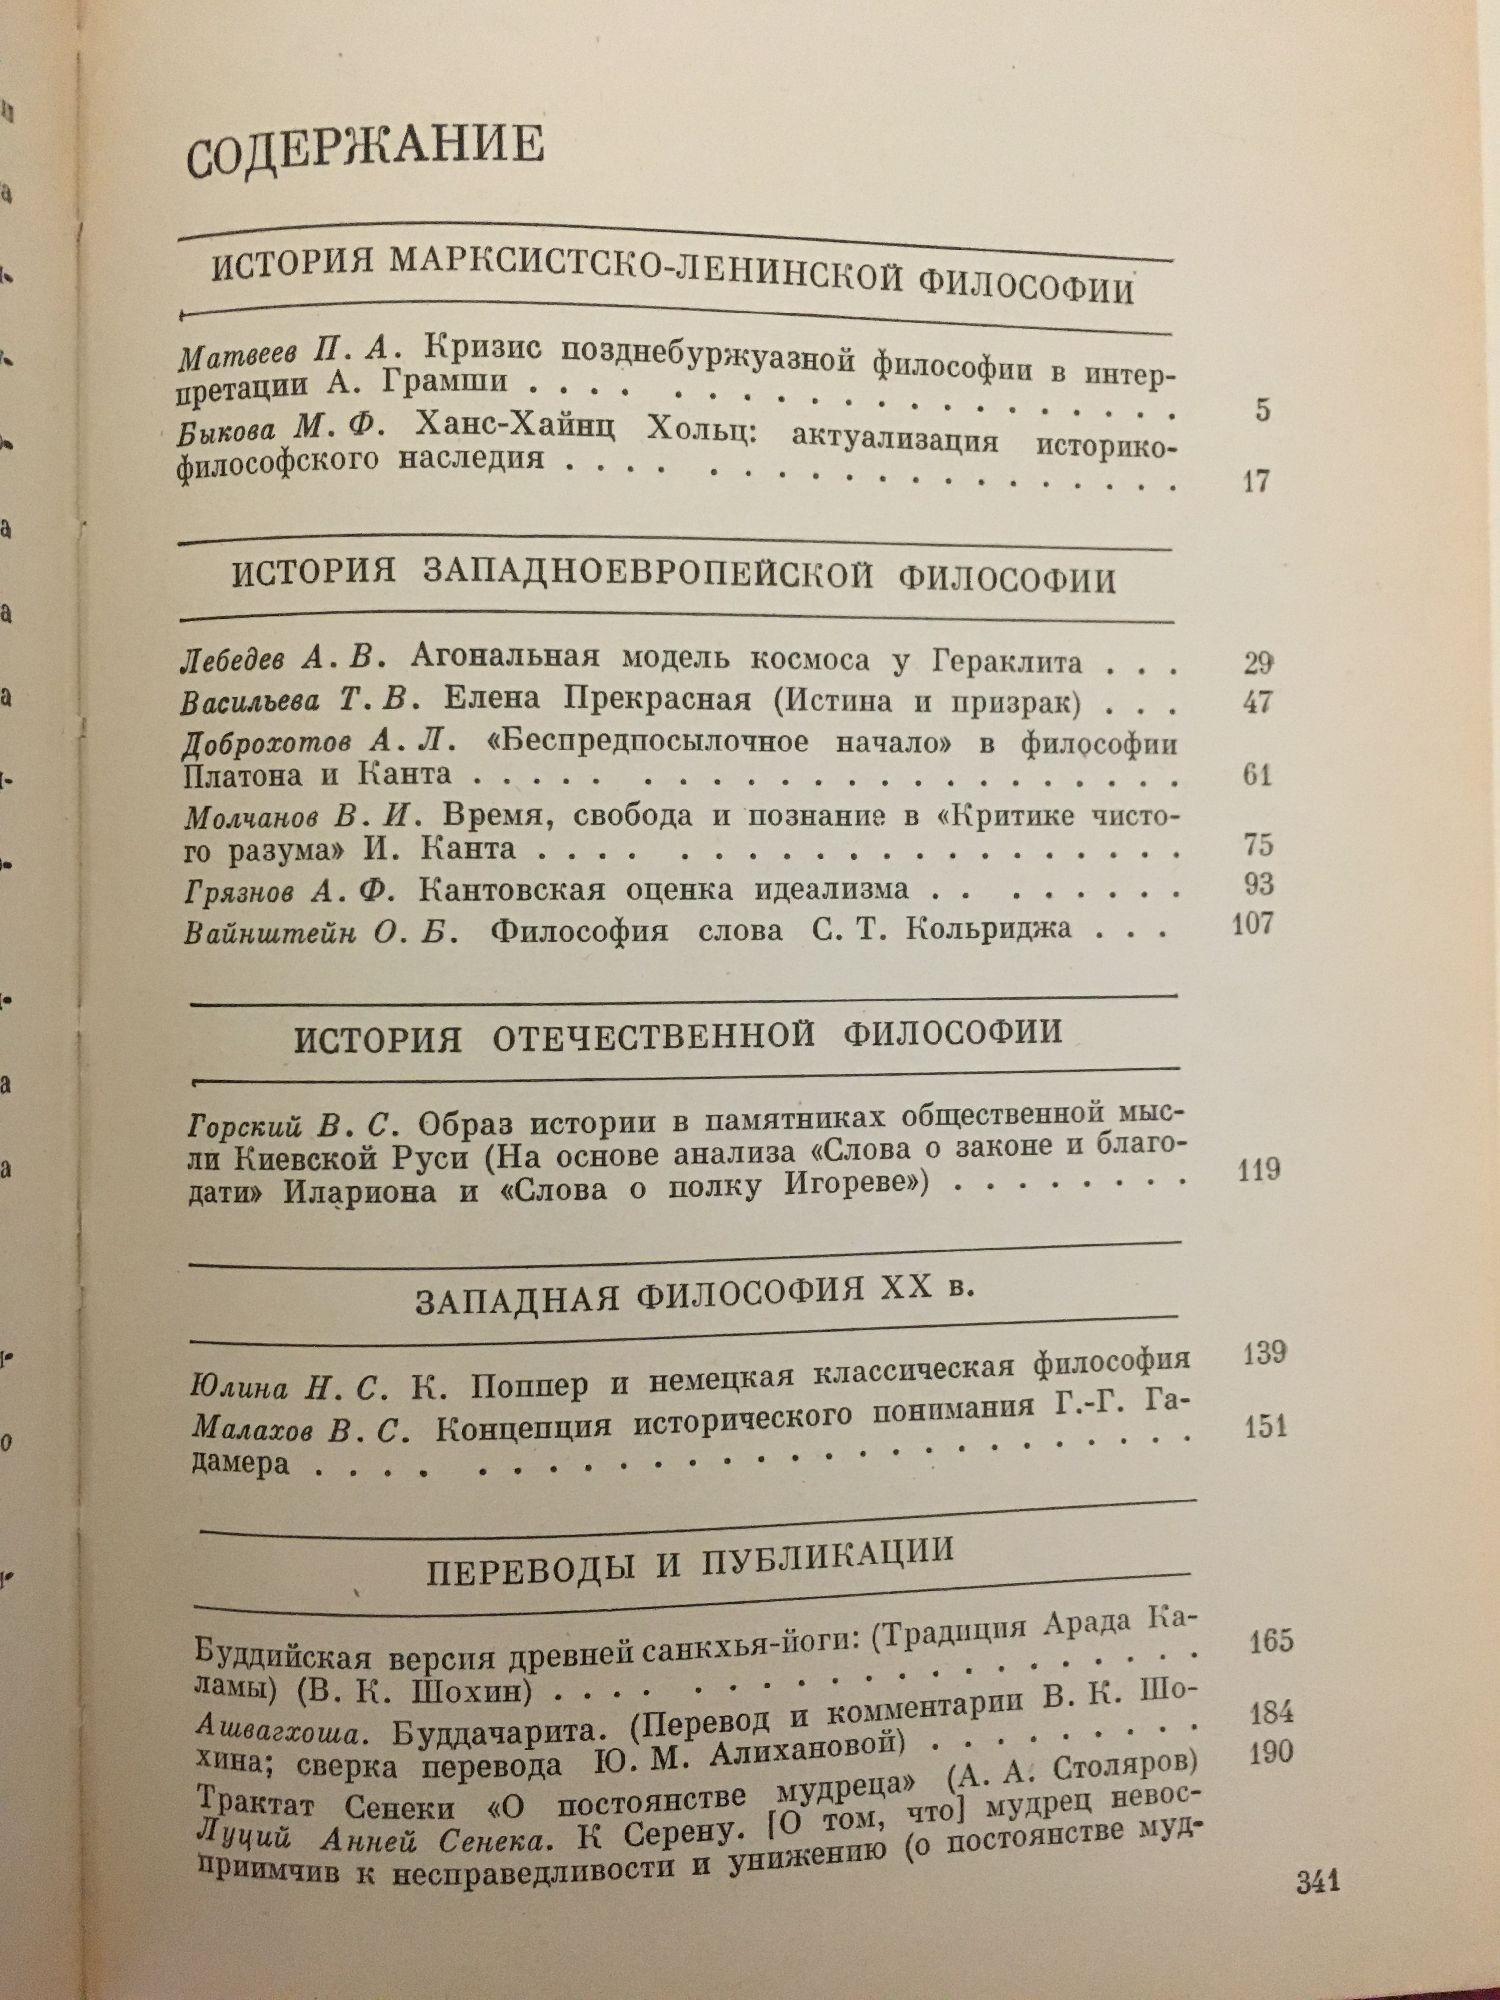 СОДЕРЖАНИЕ
ИСТОРИЯ МАРКСИСТСКО-ЛЕНИНСКОЙ ФИЛОСОФИИ
Матвеев П. А. Кризис позднебуржуазной философии в интер-
претации А. Грамши . . . . . . . . . . . . . . . . . . . . 5
Быкова М. Ф. Ханс-Хайнц Хольц: актуализация историко-
философского наследия . . . . . . . . . . . . . . . . . . . 17
ИСТОРИЯ ЗАПАДНОЕВРОПЕЙСКОЙ ФИЛОСОФИИ
Лебедев А. В. Агональная модель космоса у Гераклита . . . 29
Васильева Т. В. Елена Прекрасная (Истина и призрак) . . . 47
Доброхотов А. Л. «Беспредпосылочное начало» в философии
Платона и Канта . . . . . . . . . . . . . . . . . . . . . . 61
Молчанов В. И. Время, свобода и познание в «Критике чисто-
го разума» И. Канта . . . . . . . . . . . . . . . . . . . . 75
Грязнов А. Ф. Кантовская оценка идеализма . . . . . . . . 93
Вайнштейн О. Б. Философия слова С. Т. Кольриджа . . . 107
ИСТОРИЯ ОТЕЧЕСТВЕННОЙ ФИЛОСОФИИ
Горский В. С. Образ истории в памятниках общественной мыс-
ли Киевской Руси (На основе анализа «Слова о законе и благо-
дати» Илариона и «Слова о полку Игореве») . . . . . . . . 119
ЗАПАДНАЯ ФИЛОСОФИЯ XX в.
Юлина Н. С. К. Поппер и немецкая классическая философия 139
Малахов В. С. Концепция исторического понимания Г.-Г. Га-
дамера . . . . . . . . . . . . . . . . . . . . . . . . . . 151
ПЕРЕВОДЫ И ПУБЛИКАЦИИ
Буддийская версия древней санкхья-йоги: (Традиция Арада Ка-
ламы) (В. К. Шохин) . . . . . . . . . . . . . . . . . . . 165
Ашвагхоша. Буддачарита. (Перевод и комментарии В. К. Шо-
хина; сверка перевода Ю. М. Алихановой) . . . . . . . . . 184
Трактат Сенеки «О постоянстве мудреца» (А. А. Столяров) 190
Луций Анней Сенека. К Серену. [О том, что] мудрец невос-
приимчив к несправедливости и унижению (о постоянстве муд-
341